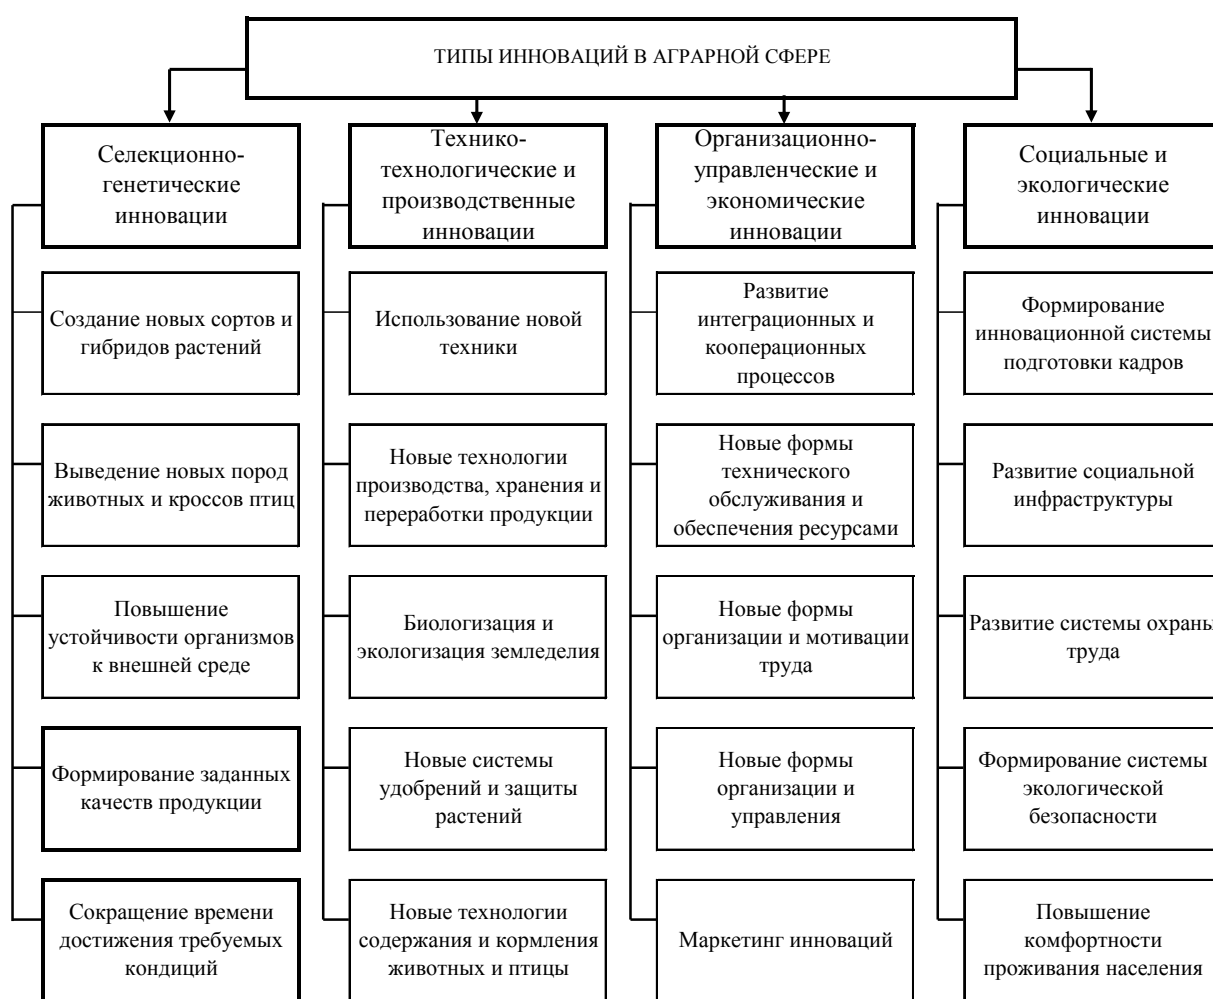 ТИПЫ ИННОВАЦИЙ В АГРАРНОЙ СФЕРЕ
Селекционно-
генетические
инновации
Технико-
технологические и
производственные
инновации
Организационно-
управленческие и
экономические
инновации
Социальные и
экологические
инновации
Создание новых сортов и
гибридов растений
Использование новой
техники
Развитие
интеграционных и
кооперационных
процессов
Формирование
инновационной системы
подготовки кадров
Выведение новых пород
животных и кроссов птиц
Новые технологии
производства, хранения и
переработки продукции
Новые формы
технического
обслуживания и
обеспечения ресурсами
Развитие социальной
инфраструктуры
Повышение
устойчивости организмов
к внешней среде
Биологизация и
экологизация земледелия
Новые формы
организации и мотивации
труда
Развитие системы охраны
труда
Формирование заданных
качеств продукции
Новые системы
удобрений и защиты
растений
Новые формы
организации и
управления
Формирование системы
экологической
безопасности
Сокращение времени
достижения требуемых
кондиций
Новые технологии
содержания и кормления
животных и птицы
Маркетинг инноваций
Повышение
комфортности
проживания населения